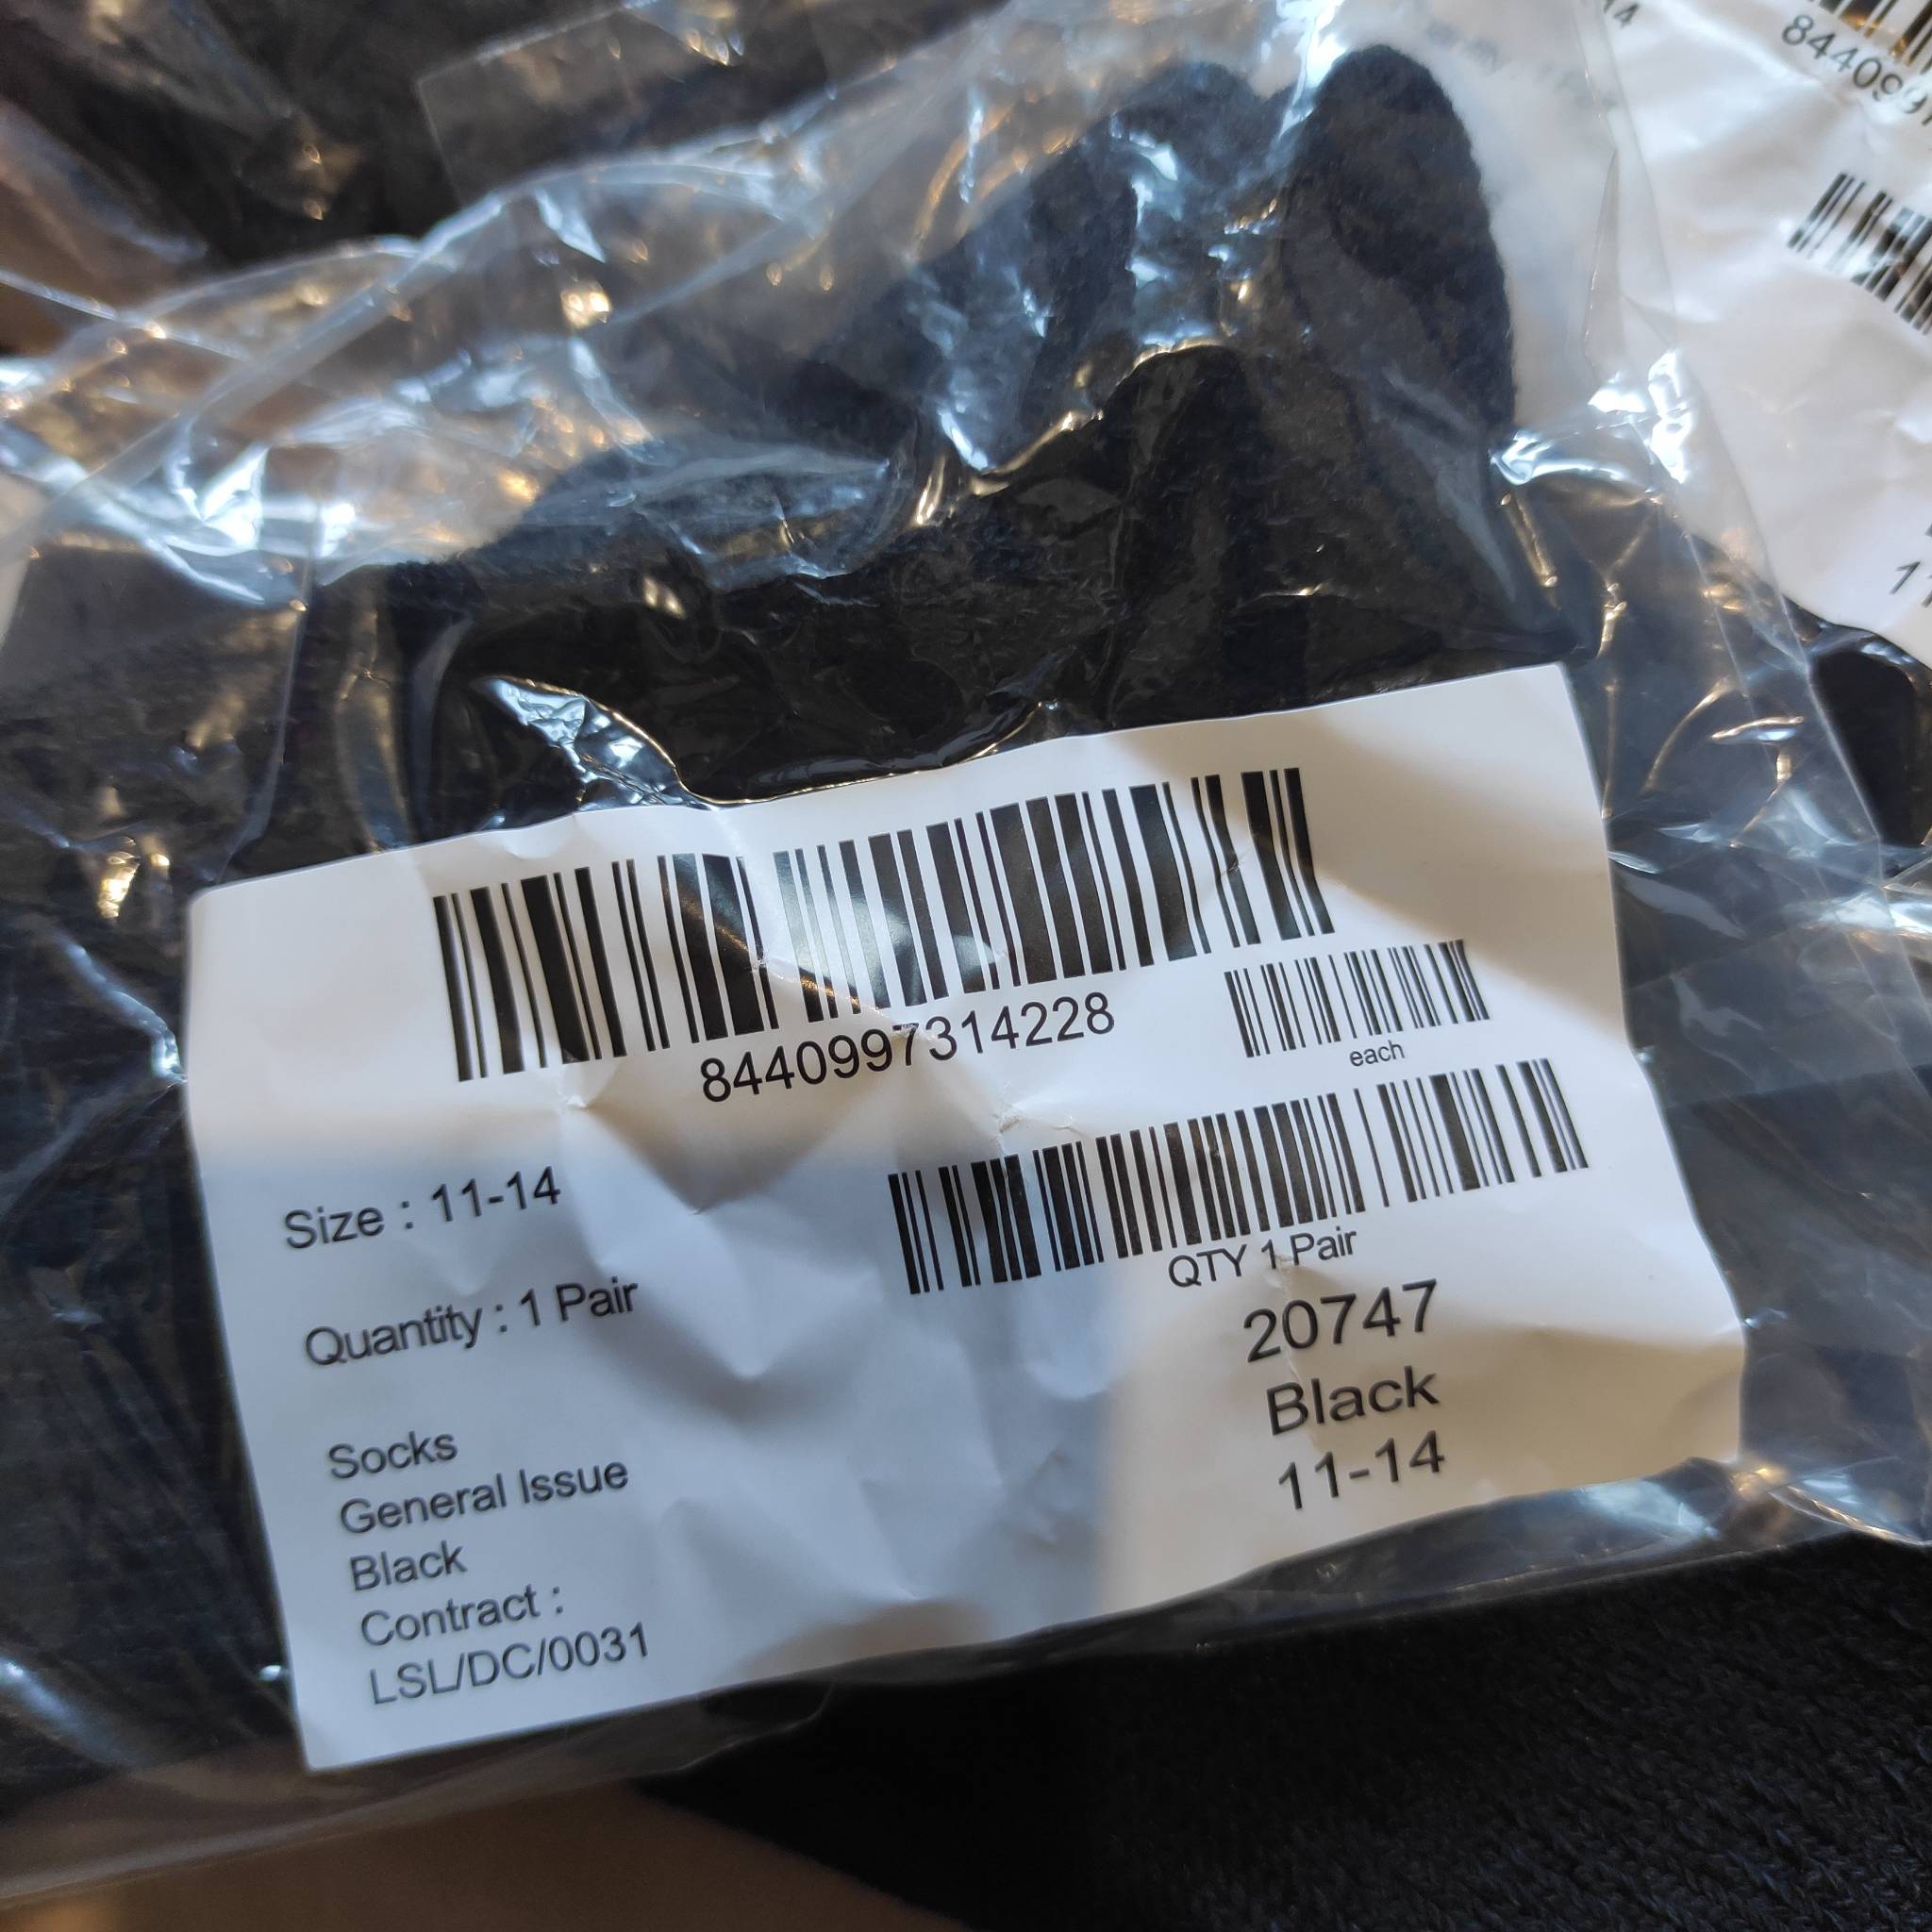 8440997314228
each
Size : 11-14
QTY 1 Pair
Quantity : 1 Pair
20747
Black
11-14
Socks
General Issue
Black
Contract :
LSL/DC/0031